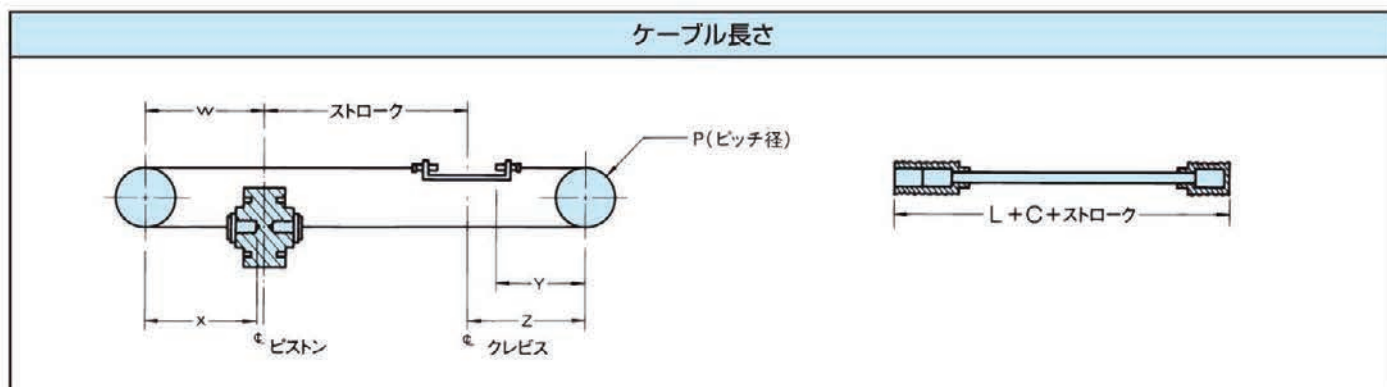 ケーブル長さ
W
ストローク
P(ピッチ径)
L+C+ストローク
Y
X
Z
℄ ピストン
℄ クレビス